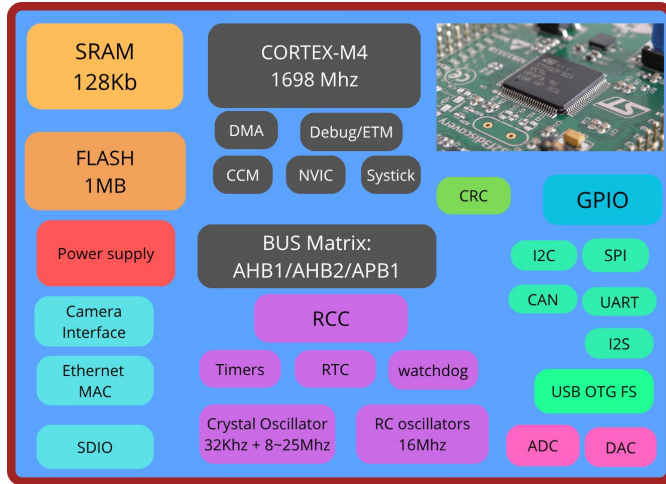 SRAM
128Kb
CORTEX-M4
1698 Mhz
DMA
Debug/ETM
CCM
NVIC
Systick
FLASH
1MB
CRC
GPIO
Power supply
BUS Matrix:
AHB1/AHB2/APB1
I2C
SPI
CAN
UART
I2S
Camera
Interface
RCC
Ethernet
MAC
Timers
RTC
watchdog
USB OTG FS
SDIO
Crystal Oscillator
32Khz + 8~25Mhz
RC oscillators
16Mhz
ADC
DAC